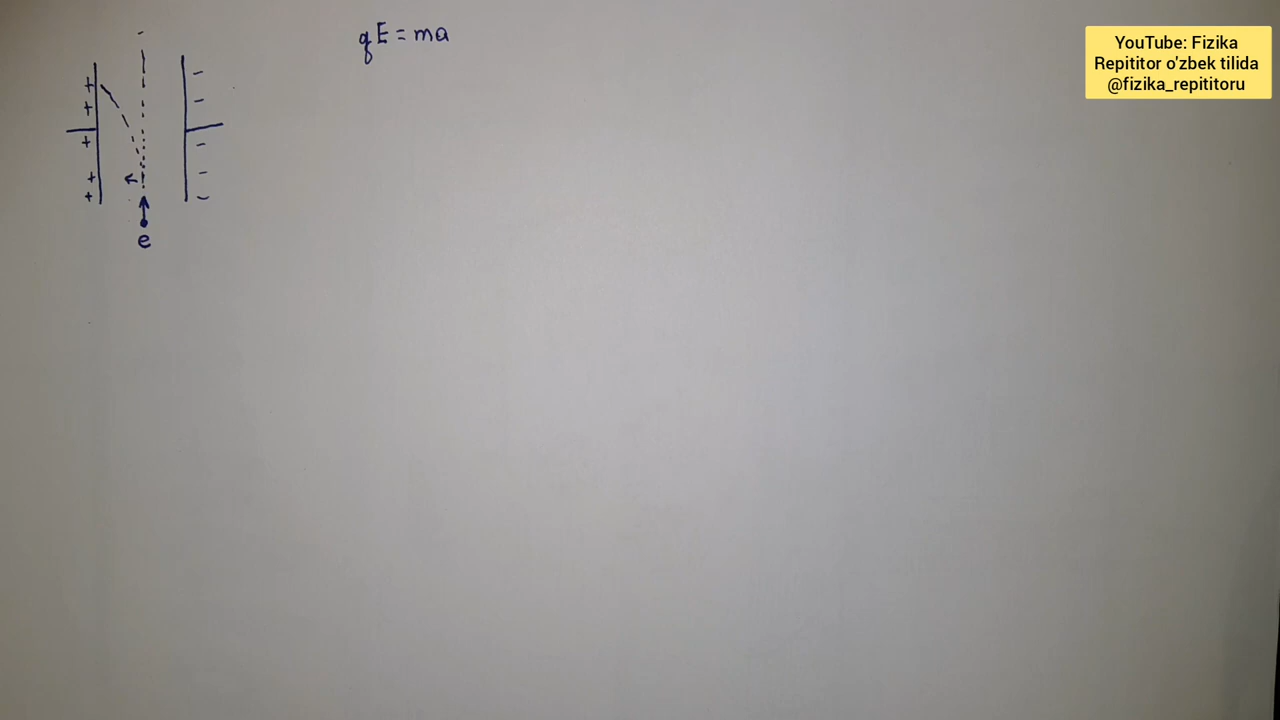 qE = ma
YouTube: Fizika
Repititor o'zbek tilida
@fizika_repititoru
+
+
+
+
+
-
-
-
-
-
e